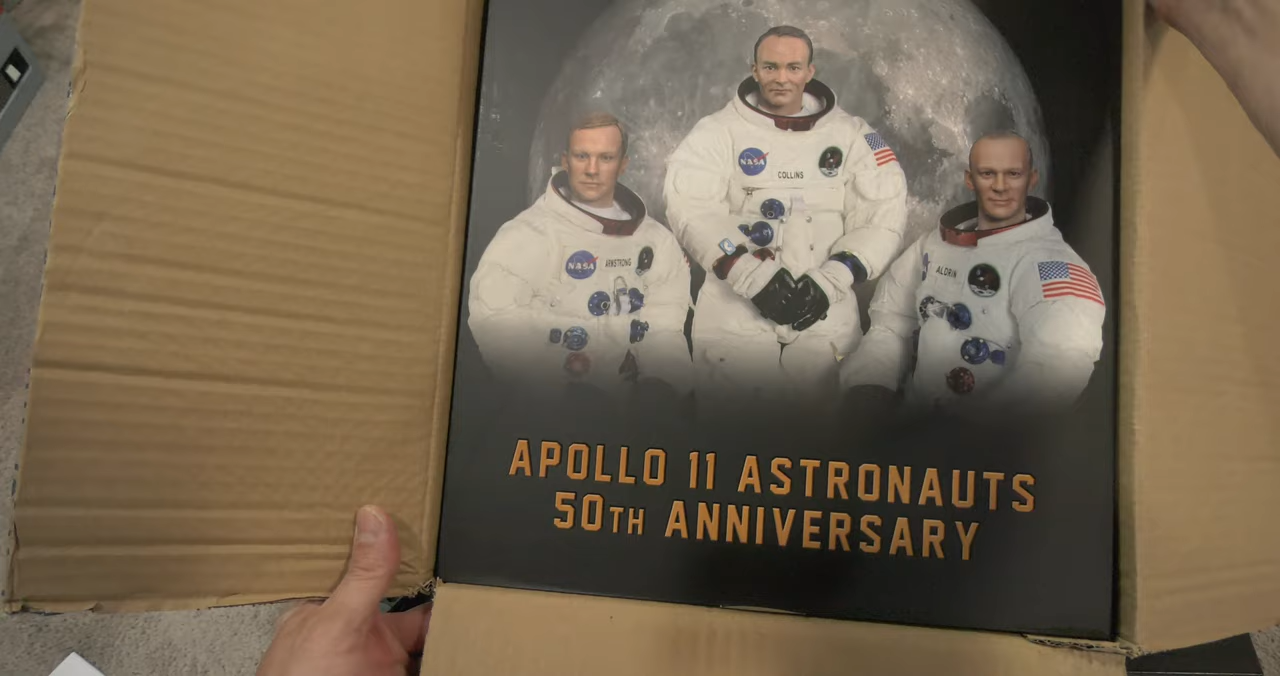 NASA
COLLINS
NASA
ARMSTRONG
ALDRIN
APOLLO 11 ASTRONAUTS
50TH ANNIVERSARY